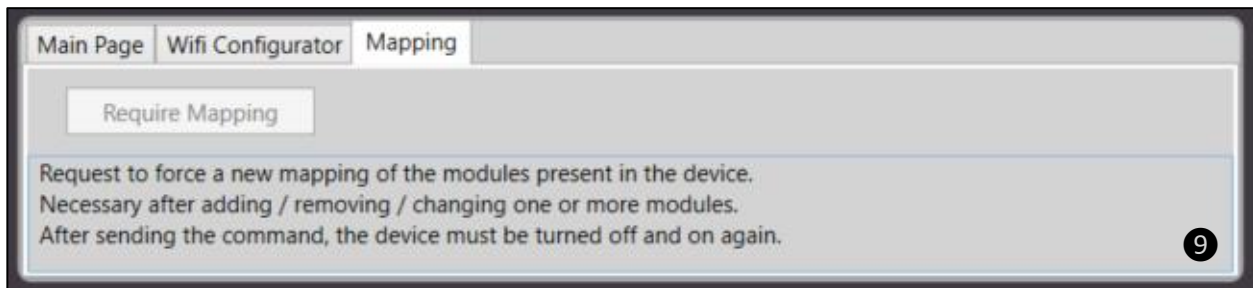 Main Page Wifi Configurator Mapping
Require Mapping
Request to force a new mapping of the modules present in the device.
Necessary after adding / removing / changing one or more modules.
After sending the command, the device must be turned off and on again.
9